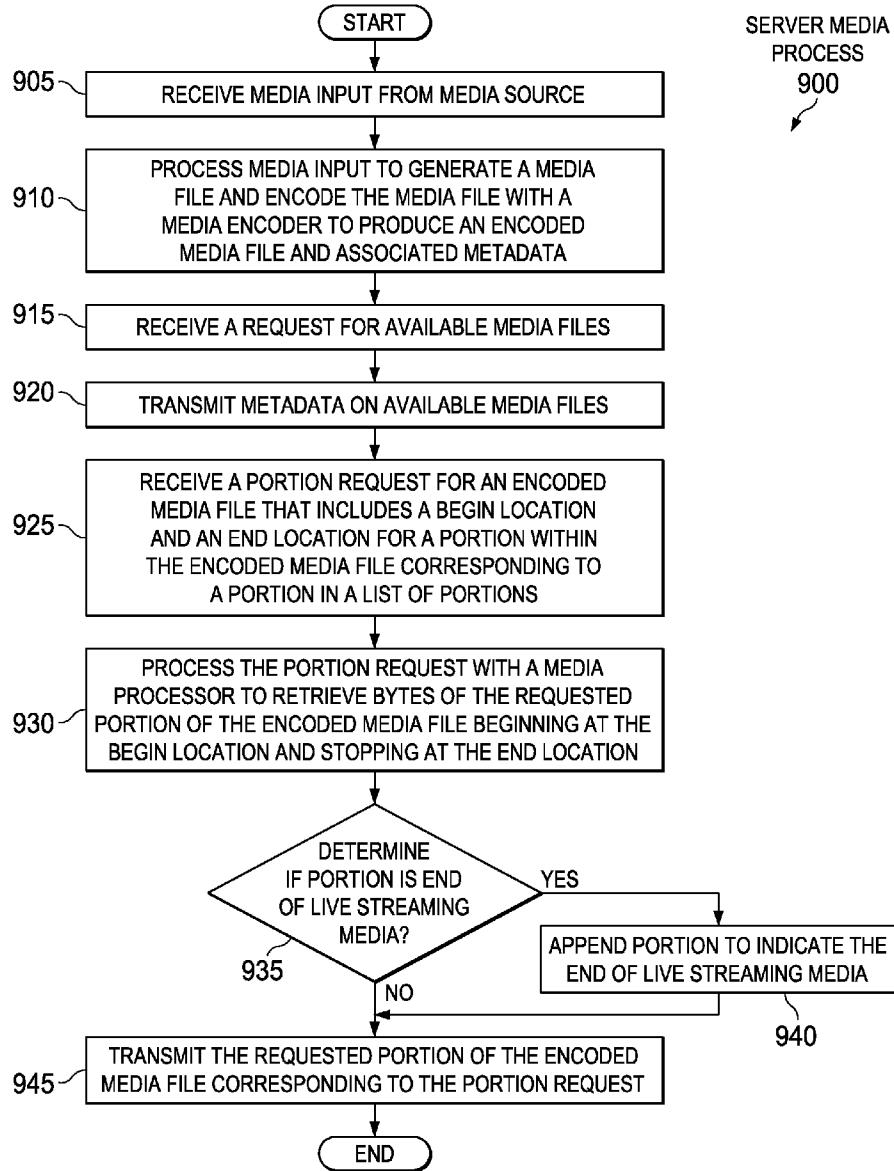 START
SERVER MEDIA
PROCESS
900
905
RECEIVE MEDIA INPUT FROM MEDIA SOURCE
910
PROCESS MEDIA INPUT TO GENERATE A MEDIA
FILE AND ENCODE THE MEDIA FILE WITH A
MEDIA ENCODER TO PRODUCE AN ENCODED
MEDIA FILE AND ASSOCIATED METADATA
915
RECEIVE A REQUEST FOR AVAILABLE MEDIA FILES
920
TRANSMIT METADATA ON AVAILABLE MEDIA FILES
925
RECEIVE A PORTION REQUEST FOR AN ENCODED
MEDIA FILE THAT INCLUDES A BEGIN LOCATION
AND AN END LOCATION FOR A PORTION WITHIN
THE ENCODED MEDIA FILE CORRESPONDING TO
A PORTION IN A LIST OF PORTIONS
930
PROCESS THE PORTION REQUEST WITH A MEDIA
PROCESSOR TO RETRIEVE BYTES OF THE REQUESTED
PORTION OF THE ENCODED MEDIA FILE BEGINNING AT THE
BEGIN LOCATION AND STOPPING AT THE END LOCATION
DETERMINE
IF PORTION IS END
OF LIVE STREAMING
MEDIA?
935
YES
APPEND PORTION TO INDICATE THE
END OF LIVE STREAMING MEDIA
940
NO
945
TRANSMIT THE REQUESTED PORTION OF THE ENCODED
MEDIA FILE CORRESPONDING TO THE PORTION REQUEST
END